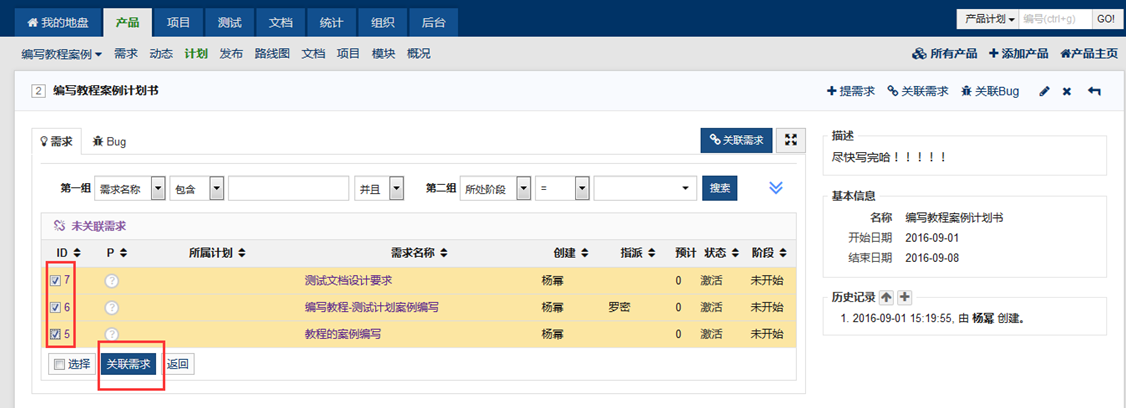 我的地盘 产品 项目 测试 文档 统计 组织 后台 产品计划 编号(ctrl+g) GO!
编写教程案例 需求 动态 计划 发布 路线图 文档 项目 模块 概况 所有产品 添加产品 产品主页
2 编写教程案例计划书 提需求 关联需求 关联Bug
需求 Bug 关联需求
第一组 需求名称 包含 并且 第二组 所处阶段 = 搜索
未关联需求
ID P 所属计划 需求名称 创建 指派 预计 状态 阶段
7 ? 测试文档设计要求 杨幂 0 激活 未开始
6 ? 编写教程-测试计划案例编写 杨幂 罗密 0 激活 未开始
5 ? 教程的案例编写 杨幂 0 激活 未开始
选择 关联需求 返回
描述
尽快写完哈！！！！！
基本信息
名称 编写教程案例计划书
开始日期 2016-09-01
结束日期 2016-09-08
历史记录
1. 2016-09-01 15:19:55, 由 杨幂 创建。